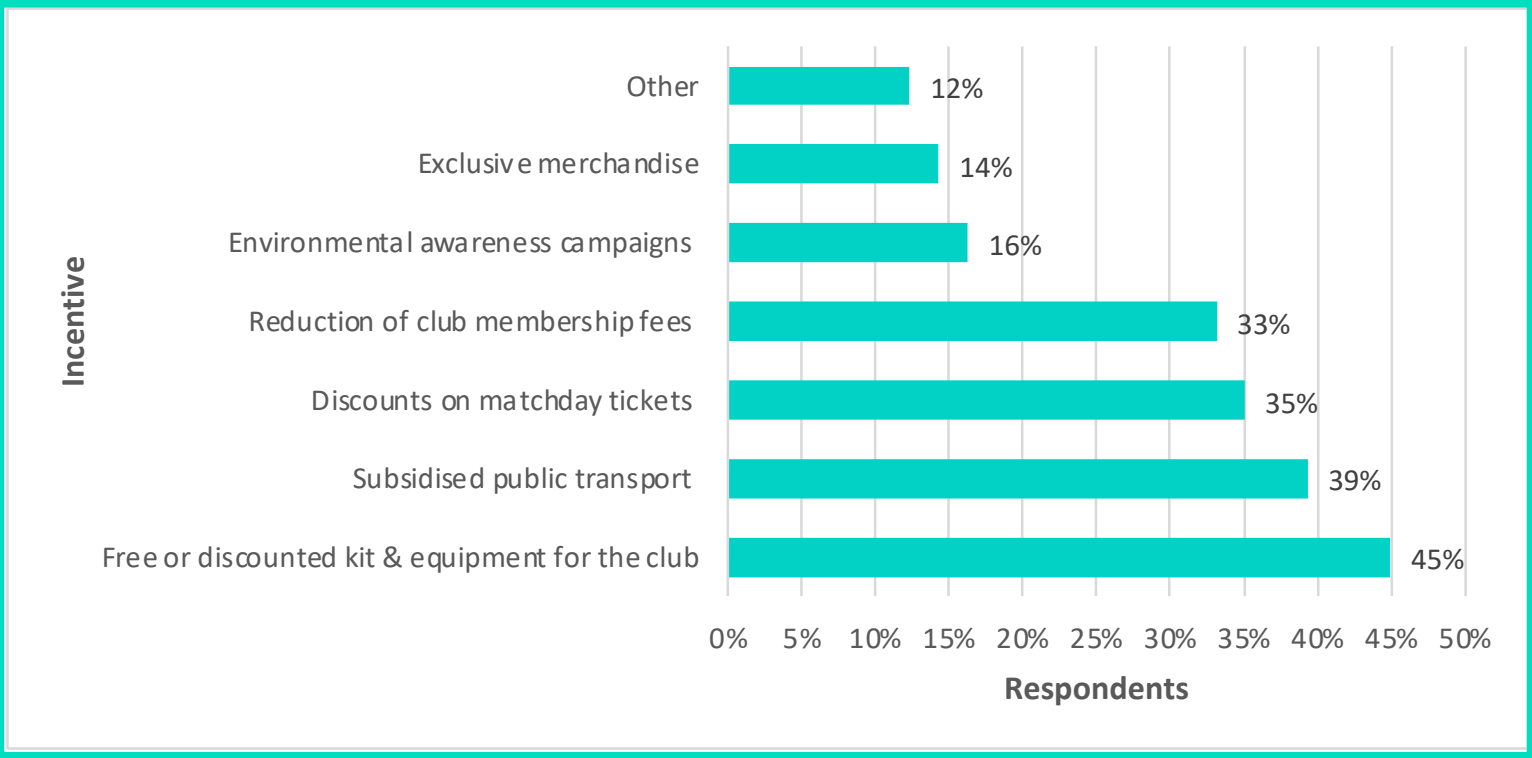 Other
12%
Exclusive merchandise
14%
Environmental awareness campaigns
16%
Reduction of club membership fees
33%
Discounts on matchday tickets
35%
Subsidised public transport
39%
Free or discounted kit & equipment for the club
45%
Incentive
0% 5% 10% 15% 20% 25% 30% 35% 40% 45% 50%
Respondents